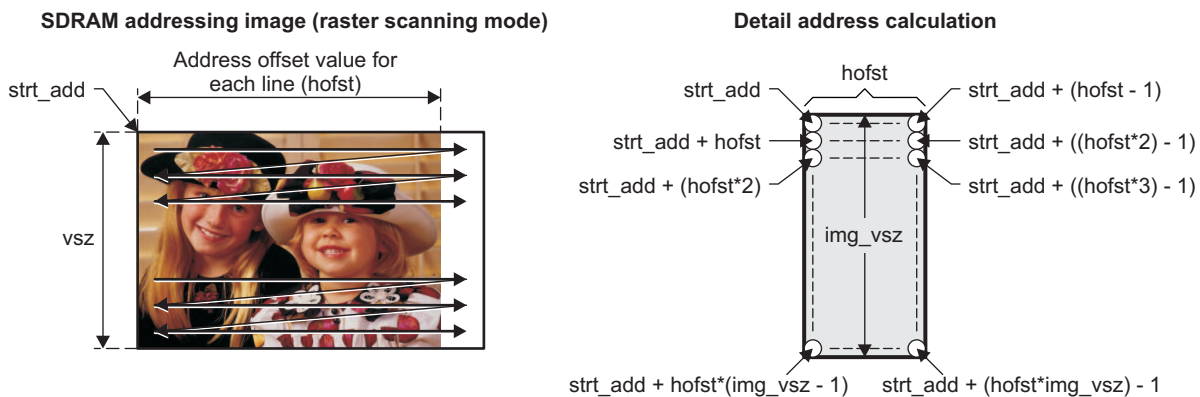 SDRAM addressing image (raster scanning mode)
Address offset value for
each line (hofst)
strt_add
vsz
Detail address calculation
hofst
strt_add
strt_add + (hofst - 1)
strt_add + hofst
strt_add + ((hofst*2) - 1)
strt_add + (hofst*2)
strt_add + ((hofst*3) - 1)
img_vsz
strt_add + hofst*(img_vsz - 1)
strt_add + (hofst*img_vsz) - 1